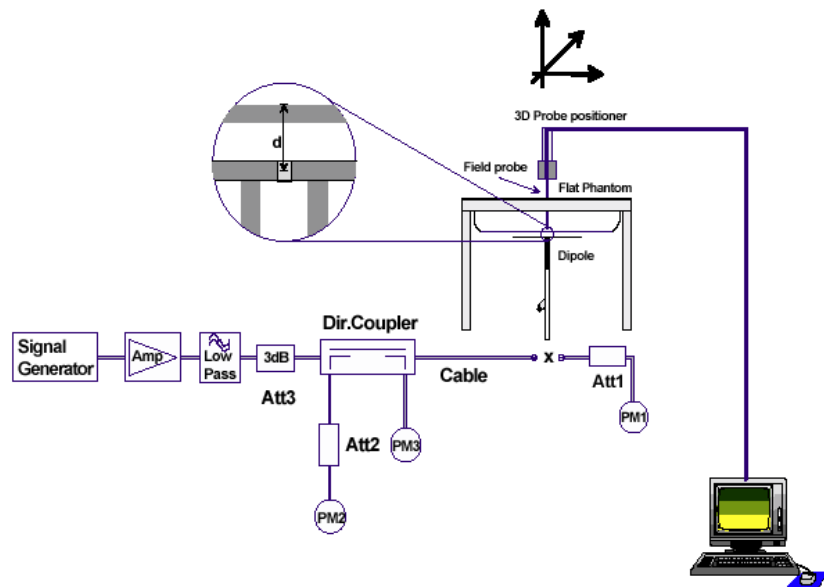 3D Probe positioner
d
Field probe
Flat Phantom
Dipole
Dir.Coupler
Signal
Generator
Amp
Low
Pass
3dB
Cable
x
Att1
Att3
PM1
Att2
PM3
PM2